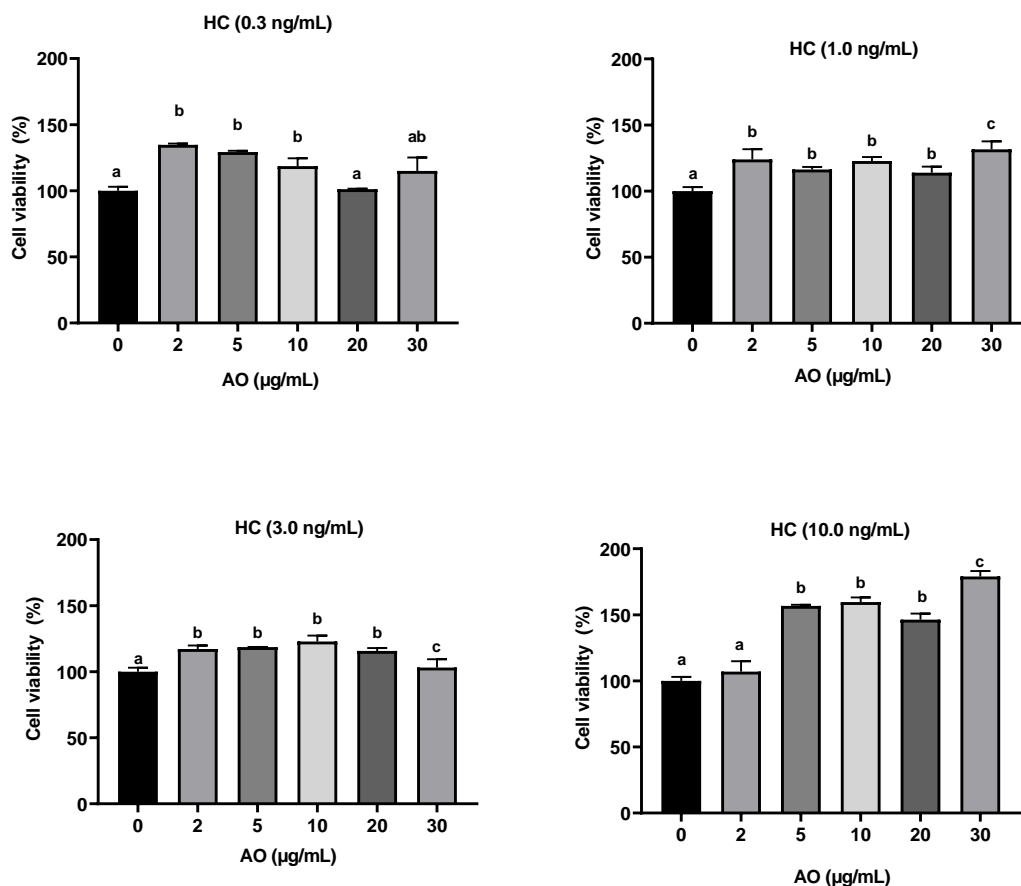 HC (0.3 ng/mL)
200
150
100
50
0
Cell viability (%)
a
b
b
b
a
ab
0 2 5 10 20 30
AO (µg/mL)
HC (1.0 ng/mL)
200
150
100
50
0
Cell viability (%)
a
b
b
b
b
c
0 2 5 10 20 30
AO (µg/mL)
HC (3.0 ng/mL)
200
150
100
50
0
Cell viability (%)
a
b
b
b
b
c
0 2 5 10 20 30
AO (µg/mL)
HC (10.0 ng/mL)
200
150
100
50
0
Cell viability (%)
a
a
b
b
b
c
0 2 5 10 20 30
AO (µg/mL)